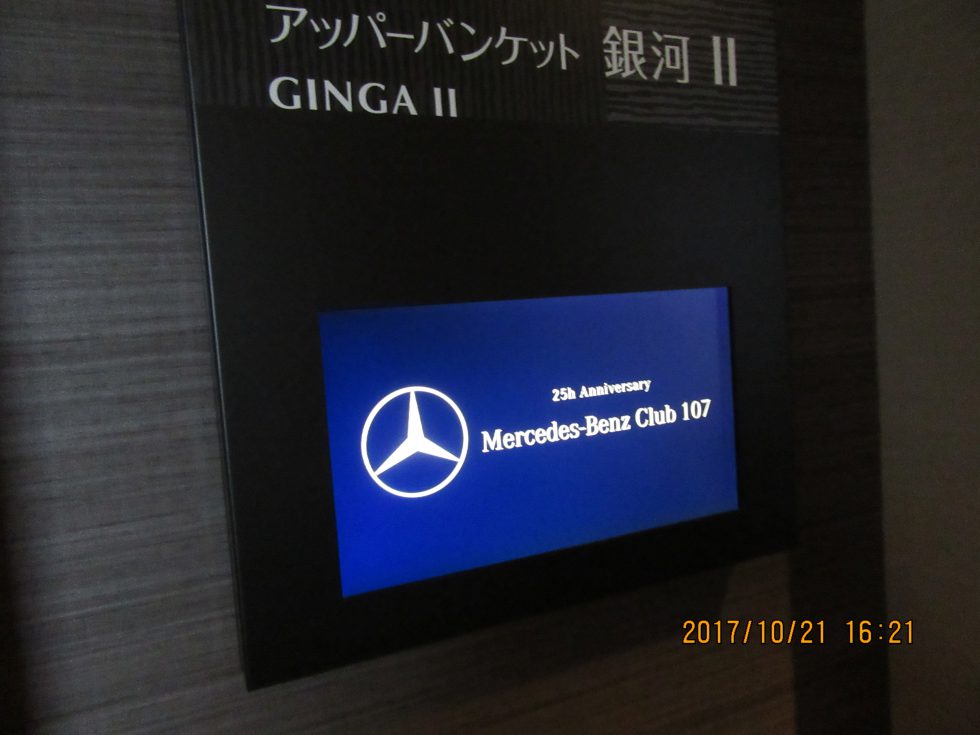 アッパーバンケット 銀河 II
GINGA II
25h Anniversary
Mercedes-Benz Club 107
2017/10/21 16:21